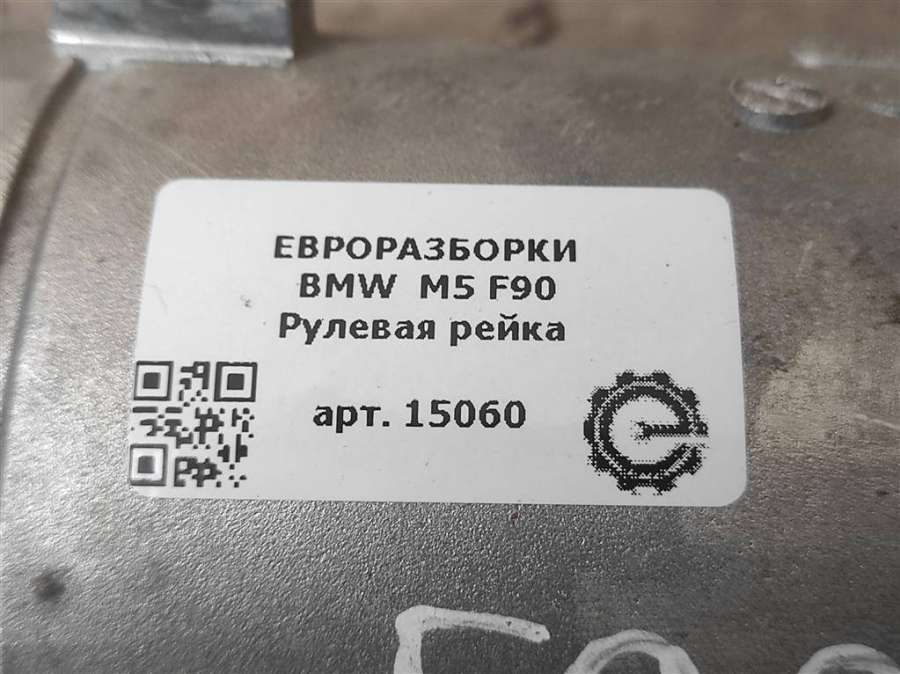 ЕВРОРАЗБОРКИ
BMW M5 F90
Рулевая рейка
арт. 15060